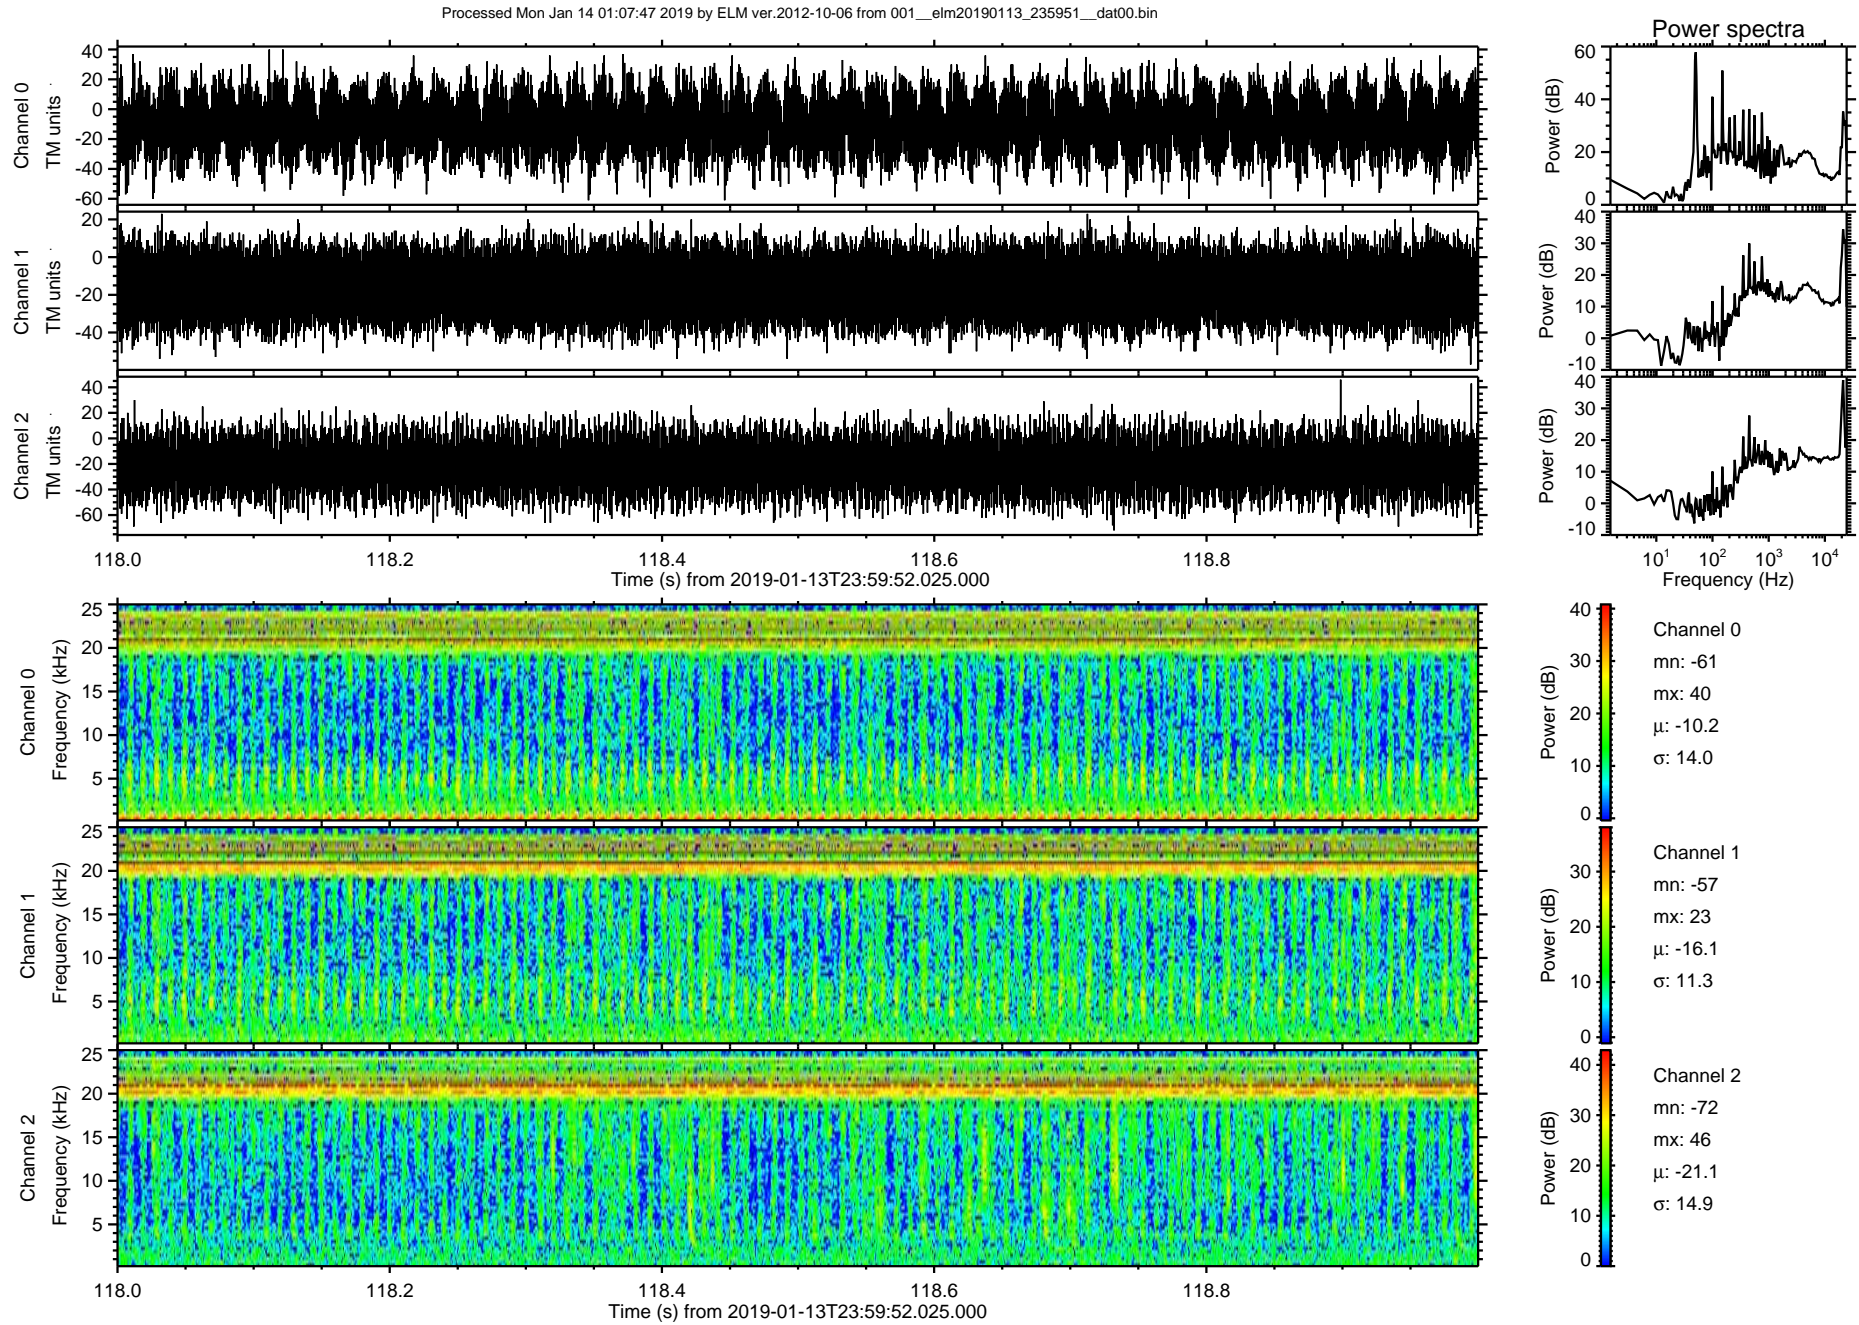 Processed Mon Jan 14 01:07:47 2019 by ELM ver.2012-10-06 from 001__elm20190113_235951__dat00.bin
Power spectra
Channel 0
TM units
40
20
0
-20
-40
-60
Power (dB)
60
40
20
0
Channel 1
TM units
20
0
-20
-40
Power (dB)
40
30
20
10
0
-10
Channel 2
TM units
40
20
0
-20
-40
-60
Power (dB)
40
30
20
10
0
-10
118.0 118.2 118.4 118.6 118.8
Time (s) from 2019-01-13T23:59:52.025.000
10^1 10^2 10^3 10^4
Frequency (Hz)
Channel 0
Frequency (kHz)
25
20
15
10
5
Power (dB)
40
30
20
10
0
Channel 0
mn: -61
mx: 40
μ: -10.2
σ: 14.0
Channel 1
Frequency (kHz)
25
20
15
10
5
Power (dB)
30
20
10
0
Channel 1
mn: -57
mx: 23
μ: -16.1
σ: 11.3
Channel 2
Frequency (kHz)
25
20
15
10
5
Power (dB)
40
30
20
10
0
Channel 2
mn: -72
mx: 46
μ: -21.1
σ: 14.9
118.0 118.2 118.4 118.6 118.8
Time (s) from 2019-01-13T23:59:52.025.000